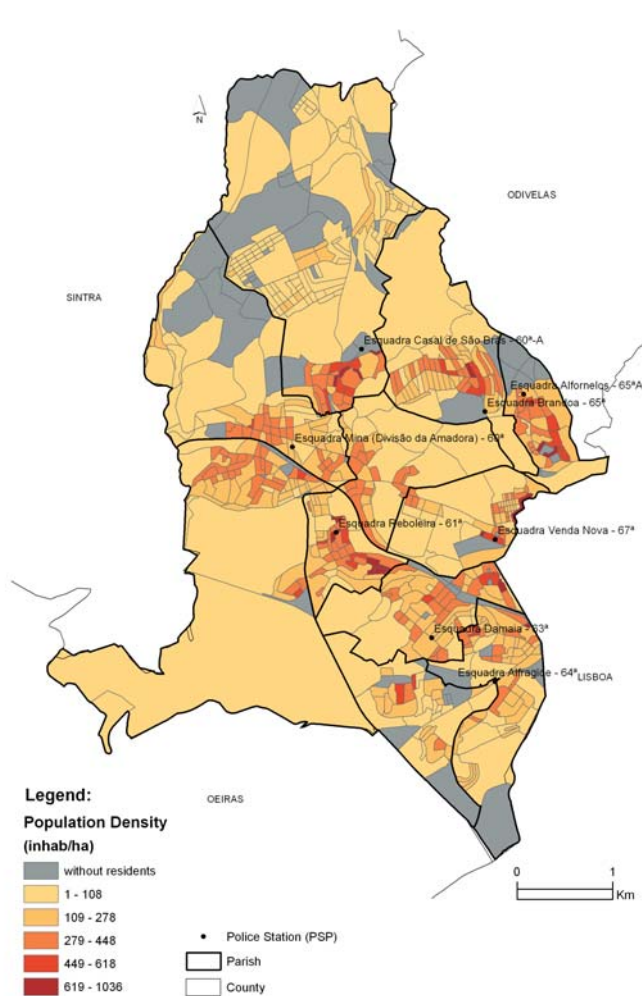 N
ODIVELAS
SINTRA
Esquadra Casal de São Brás - 60ª-A
Esquadra Alfornelos - 65ªA
Esquadra Brandoa - 65ª
Esquadra Mina (Divisão da Amadora) - 60ª
Esquadra Reboleira - 61ª
Esquadra Venda Nova - 67ª
Esquadra Damaia - 63ª
Esquadra Alfragide - 64ª
LISBOA
OEIRAS
Legend:
Population Density
(inhab/ha)
without residents
1 - 108
109 - 278
279 - 448
449 - 618
619 - 1036
Police Station (PSP)
Parish
County
0 1
Km